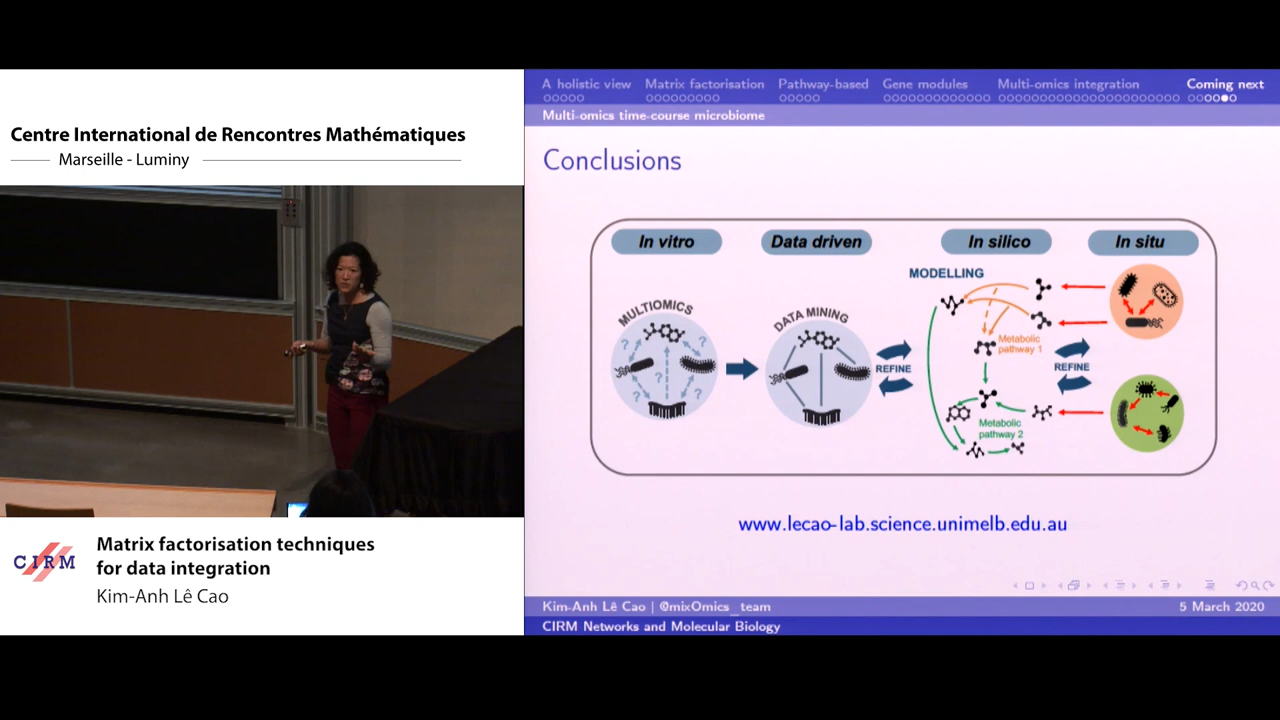 Centre International de Rencontres Mathématiques
Marseille - Luminy
CIRM
Matrix factorisation techniques
for data integration
Kim-Anh Lê Cao
A holistic view Matrix factorisation Pathway-based Gene modules Multi-omics integration Coming next
Multi-omics time-course microbiome
Conclusions
In vitro Data driven In silico In situ
MODELLING
MULTIOMICS
? ? ? ? ?
DATA MINING
REFINE
Metabolic
pathway 1
REFINE
Metabolic
pathway 2
www.lecao-lab.science.unimelb.edu.au
Kim-Anh Lê Cao | @mixOmics_team 5 March 2020
CIRM Networks and Molecular Biology